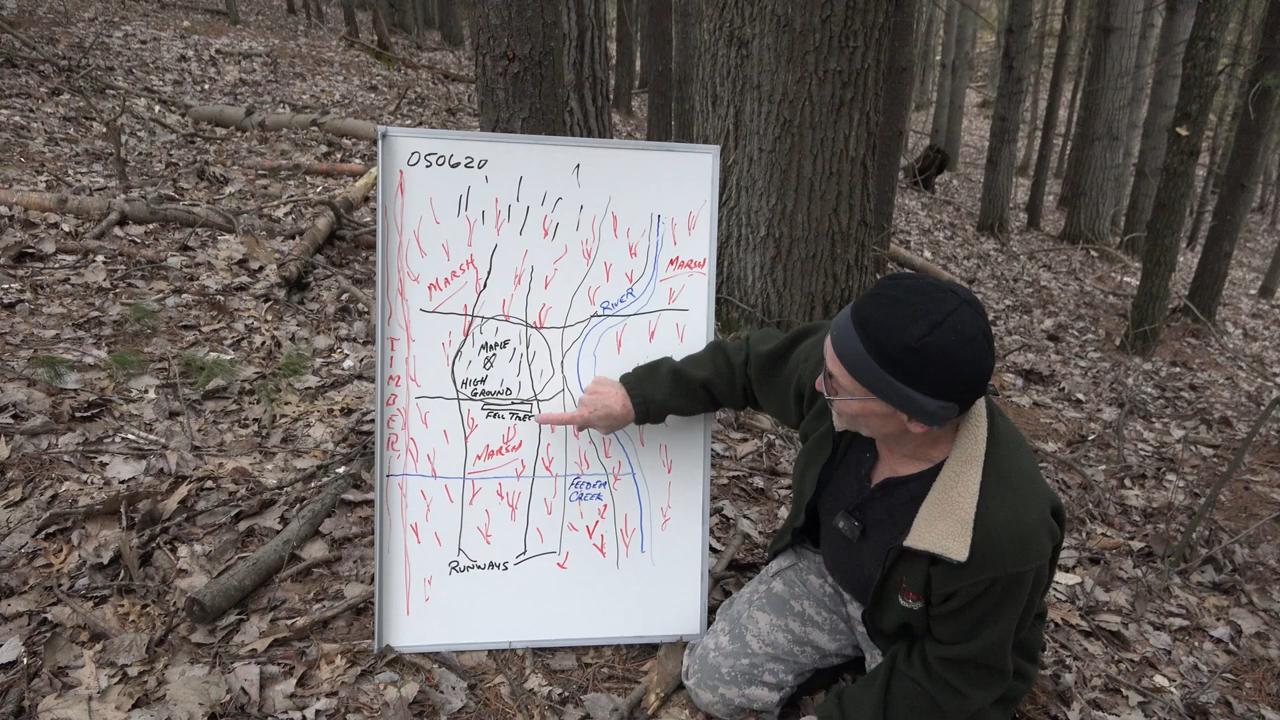 050620
MARSH
MARSH
RIVER
MAPLE
HIGH
GROUND
FELL TREE
TIMBER
MARSH
FEEDER
CREEK
RUNWAYS